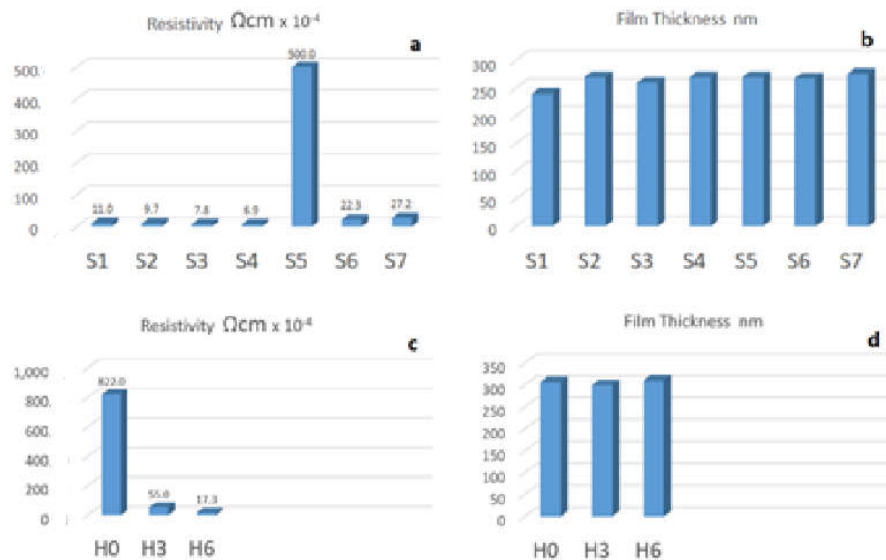 Resistivity Ωcm x 10⁻⁴
a
500.0
500
400
300
200
100
0
11.0 9.7 7.8 6.9 22.3 27.2
S1 S2 S3 S4 S5 S6 S7
Film Thickness nm
b
300
250
200
150
100
50
0
S1 S2 S3 S4 S5 S6 S7
Resistivity Ωcm x 10⁻⁴
c
1,000
822.0
800
600
400
200
0
55.0 17.3
H0 H3 H6
Film Thickness nm
d
350
300
250
200
150
100
50
0
H0 H3 H6